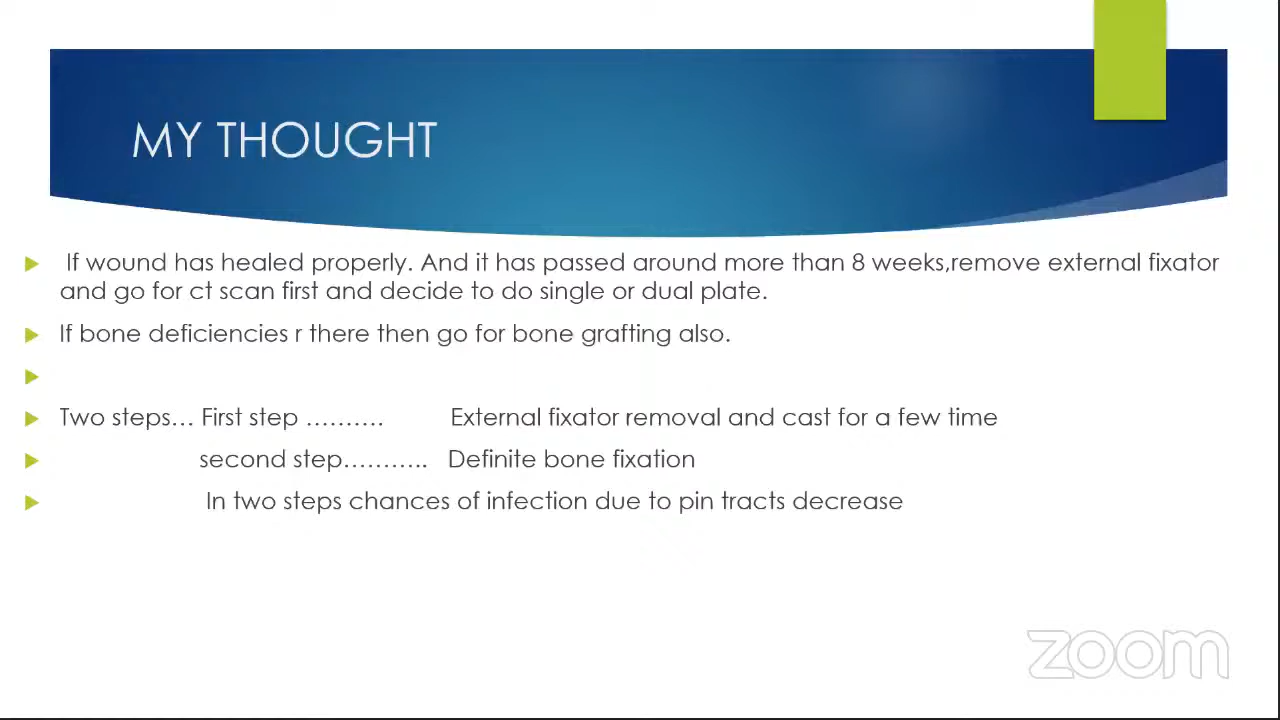 MY THOUGHT
If wound has healed properly. And it has passed around more than 8 weeks,remove external fixator
and go for ct scan first and decide to do single or dual plate.
If bone deficiencies r there then go for bone grafting also.
Two steps... First step .......... External fixator removal and cast for a few time
second step........... Definite bone fixation
In two steps chances of infection due to pin tracts decrease
zoom